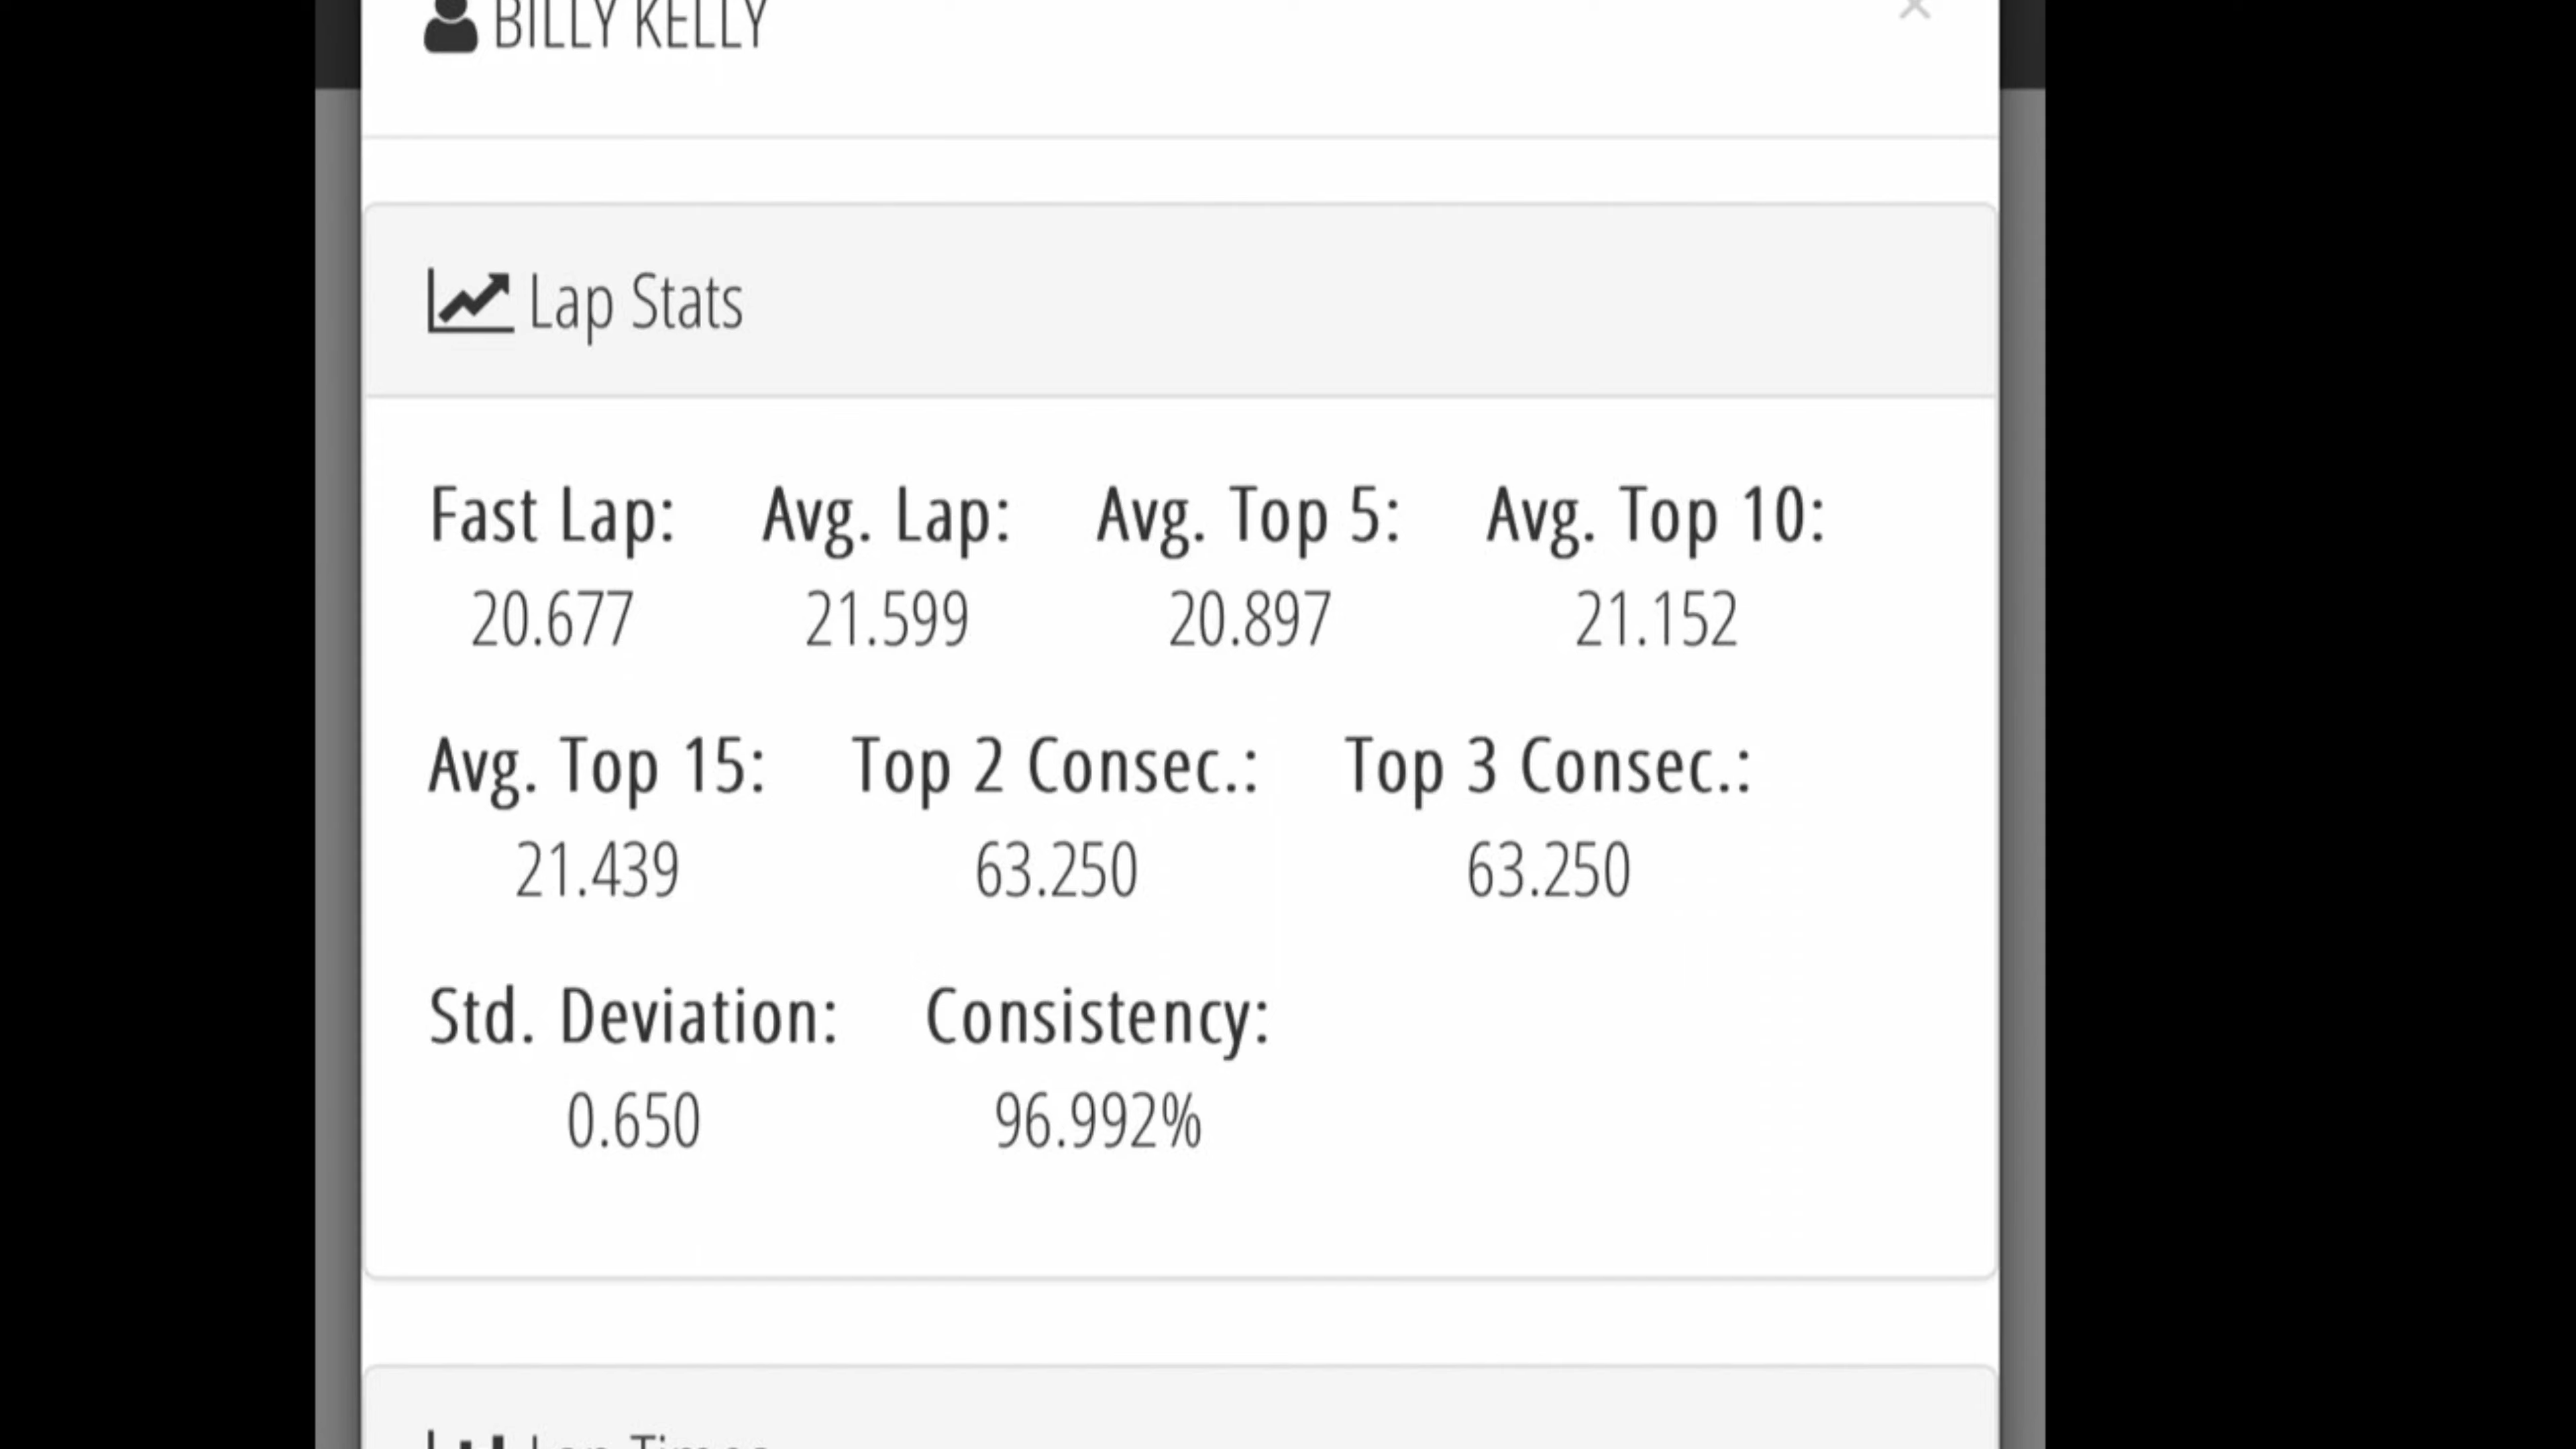 BILLY KELLY
Lap Stats
Fast Lap: Avg. Lap: Avg. Top 5: Avg. Top 10:
20.677 21.599 20.897 21.152
Avg. Top 15: Top 2 Consec.: Top 3 Consec.:
21.439 63.250 63.250
Std. Deviation: Consistency:
0.650 96.992%
Lap Times